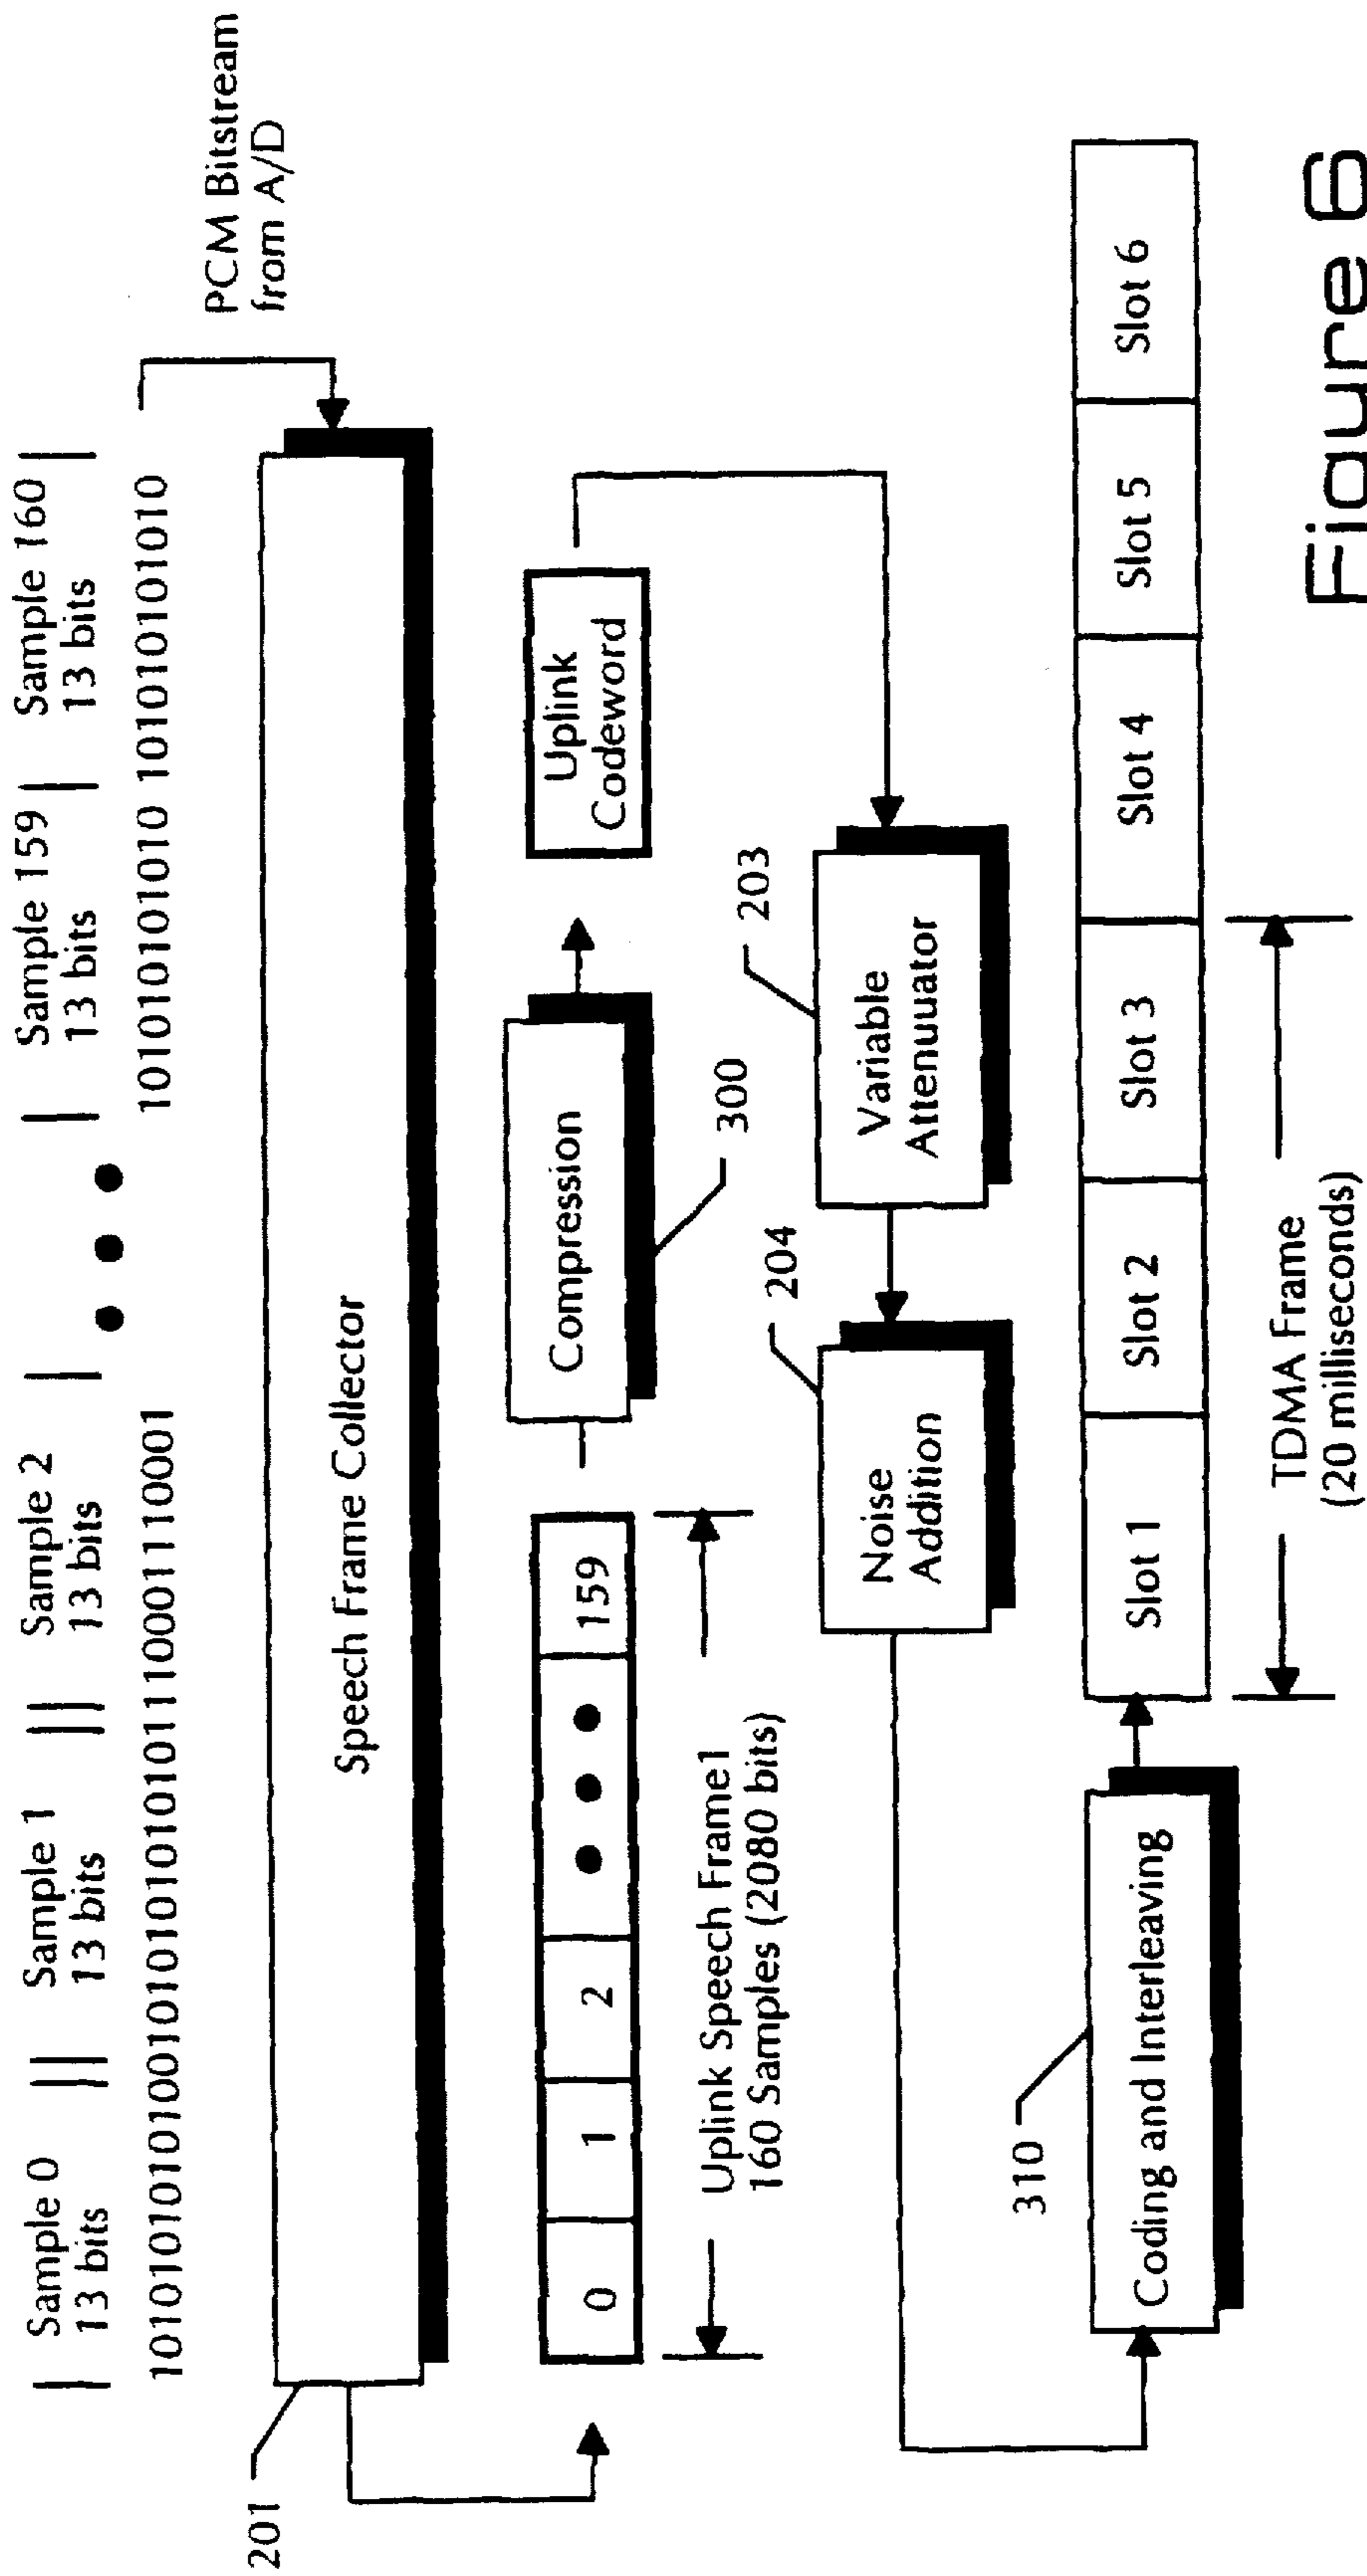 Sample 0
13 bits
Sample 1
13 bits
Sample 2
13 bits
Sample 159
13 bits
Sample 160
13 bits
PCM Bitstream
from A/D
201
Speech Frame Collector
0
1
2
159
Uplink Speech Frame1
160 Samples (2080 bits)
Compression
300
Uplink
Codeword
203
Variable
Attenuuator
204
Noise
Addition
310
Coding and Interleaving
Slot 1
Slot 2
Slot 3
Slot 4
Slot 5
Slot 6
TDMA Frame
(20 milliseconds)
Figure 6